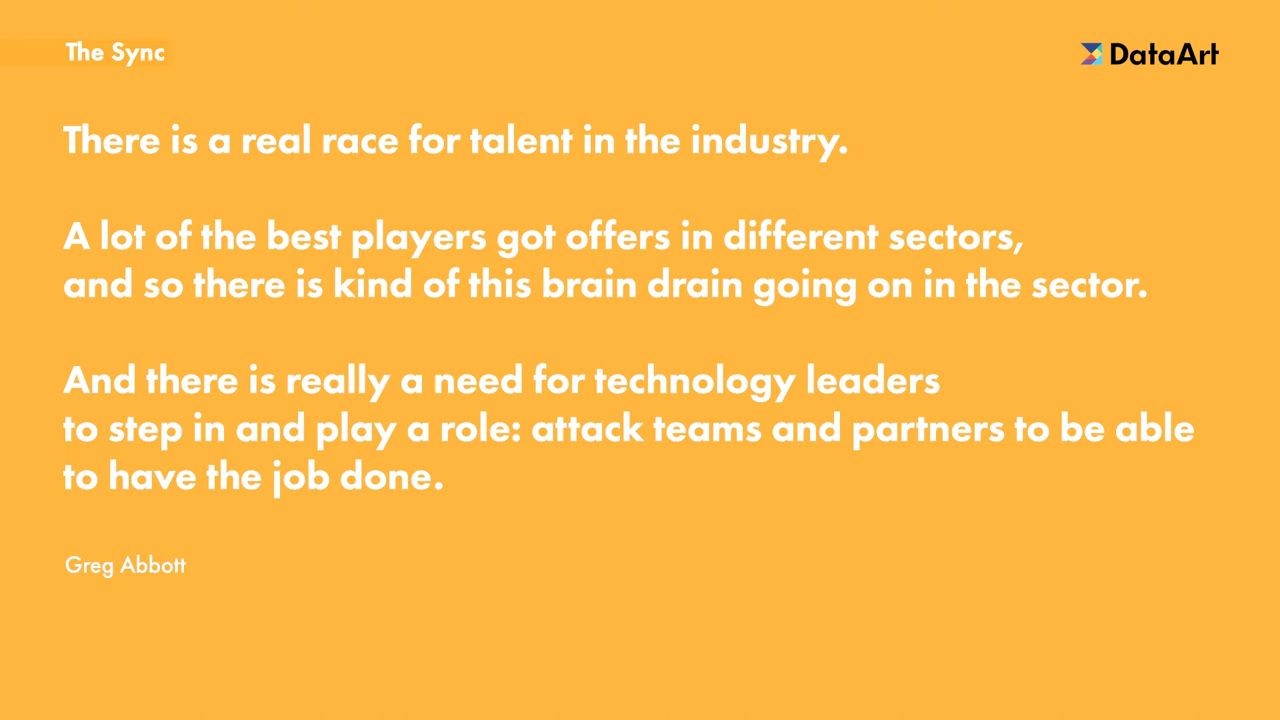 The Sync
DataArt
There is a real race for talent in the industry.
A lot of the best players got offers in different sectors,
and so there is kind of this brain drain going on in the sector.
And there is really a need for technology leaders
to step in and play a role: attack teams and partners to be able
to have the job done.
Greg Abbott